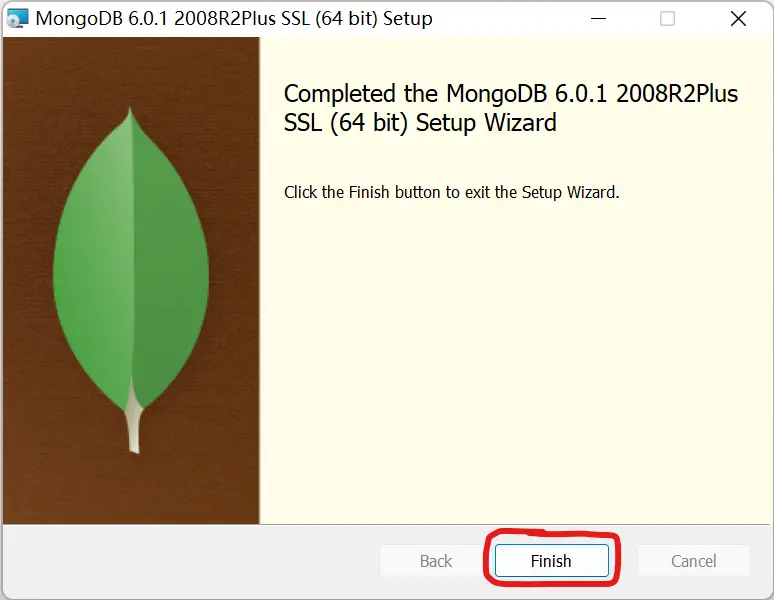 MongoDB 6.0.1 2008R2Plus SSL (64 bit) Setup
Completed the MongoDB 6.0.1 2008R2Plus
SSL (64 bit) Setup Wizard
Click the Finish button to exit the Setup Wizard.
Back Finish Cancel